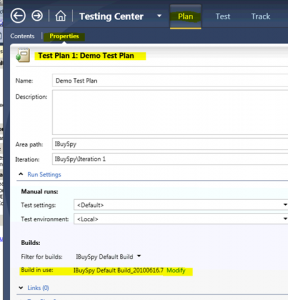 Testing Center Plan Test Track
Contents Properties
Test Plan 1: Demo Test Plan
Name: Demo Test Plan
Description:
Area path: IBuySpy
Iteration: IBuySpy\Iteration 1
Run Settings
Manual runs:
Test settings: <Default>
Test environment: <Local>
Builds:
Filter for builds: IBuySpy Default Build
Build in use: IBuySpy Default Build_20100616.7 Modify
Links (0)